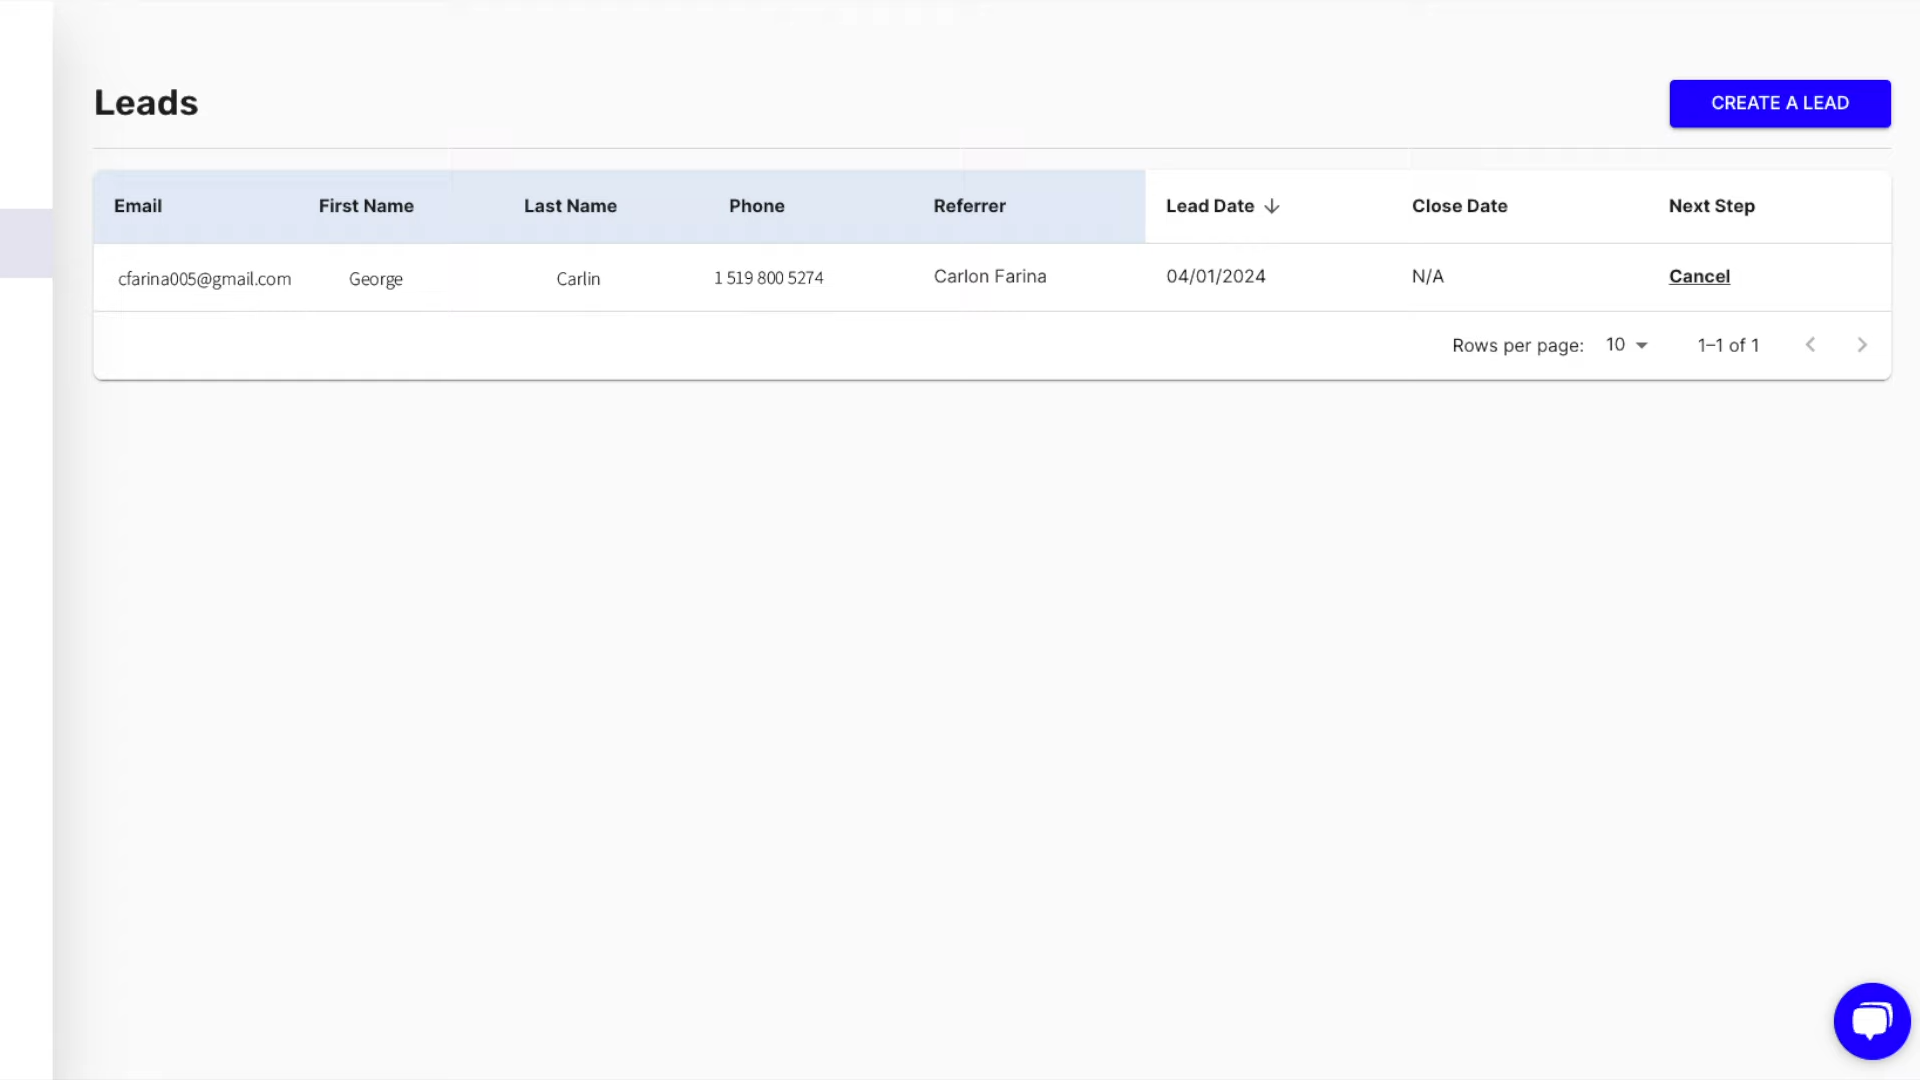 Leads
CREATE A LEAD
Email First Name Last Name Phone Referrer Lead Date Close Date Next Step
cfarina005@gmail.com George Carlin 1 519 800 5274 Carlon Farina 04/01/2024 N/A Cancel
Rows per page: 10 1–1 of 1